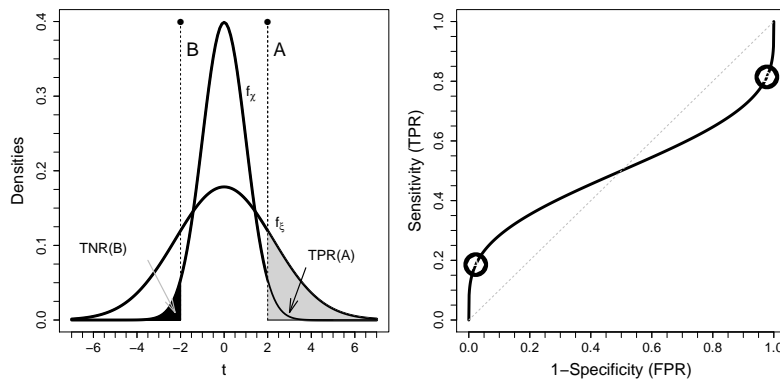 B
A
fχ
fξ
TNR(B)
TPR(A)
Densities
0.4
0.3
0.2
0.1
0.0
−6
−4
−2
0
2
4
6
t
Sensitivity (TPR)
1.0
0.8
0.6
0.4
0.2
0.0
0.0
0.2
0.4
0.6
0.8
1.0
1−Specificity (FPR)